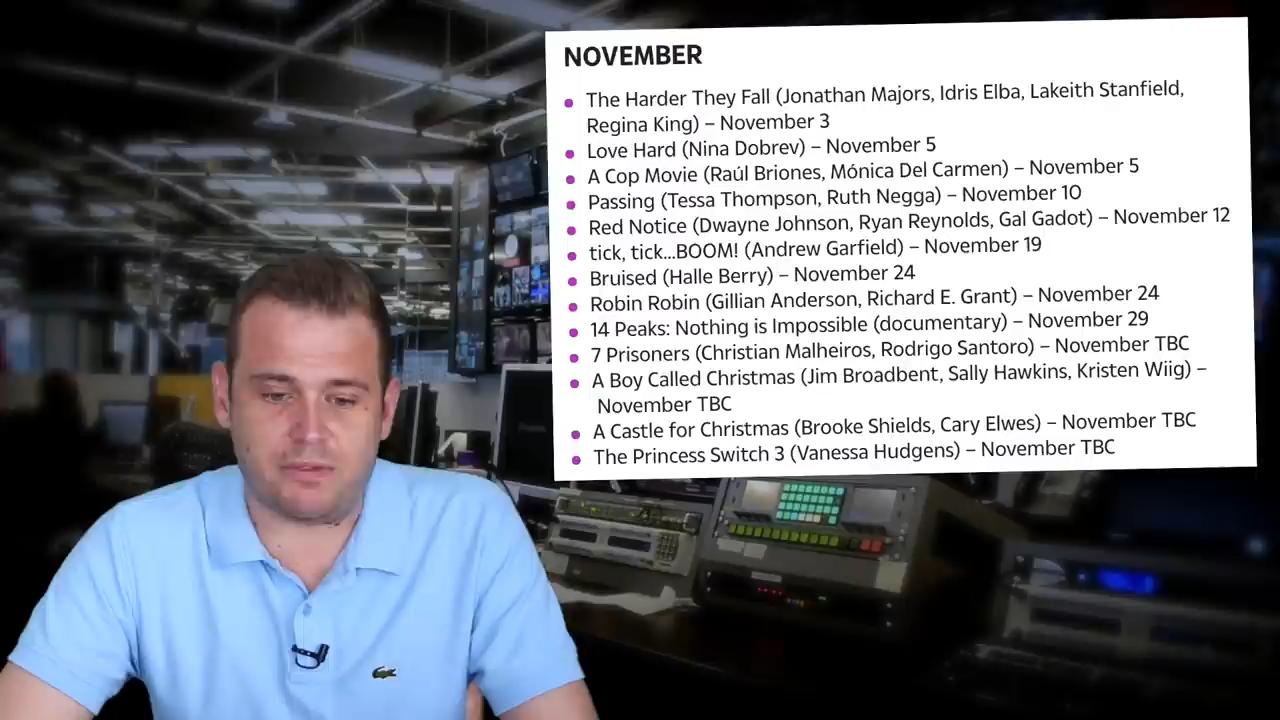 NOVEMBER
The Harder They Fall (Jonathan Majors, Idris Elba, Lakeith Stanfield,
Regina King) – November 3
Love Hard (Nina Dobrev) – November 5
A Cop Movie (Raúl Briones, Mónica Del Carmen) – November 5
Passing (Tessa Thompson, Ruth Negga) – November 10
Red Notice (Dwayne Johnson, Ryan Reynolds, Gal Gadot) – November 12
tick, tick...BOOM! (Andrew Garfield) – November 19
Bruised (Halle Berry) – November 24
Robin Robin (Gillian Anderson, Richard E. Grant) – November 24
14 Peaks: Nothing is Impossible (documentary) – November 29
7 Prisoners (Christian Malheiros, Rodrigo Santoro) – November TBC
A Boy Called Christmas (Jim Broadbent, Sally Hawkins, Kristen Wiig) –
November TBC
A Castle for Christmas (Brooke Shields, Cary Elwes) – November TBC
The Princess Switch 3 (Vanessa Hudgens) – November TBC